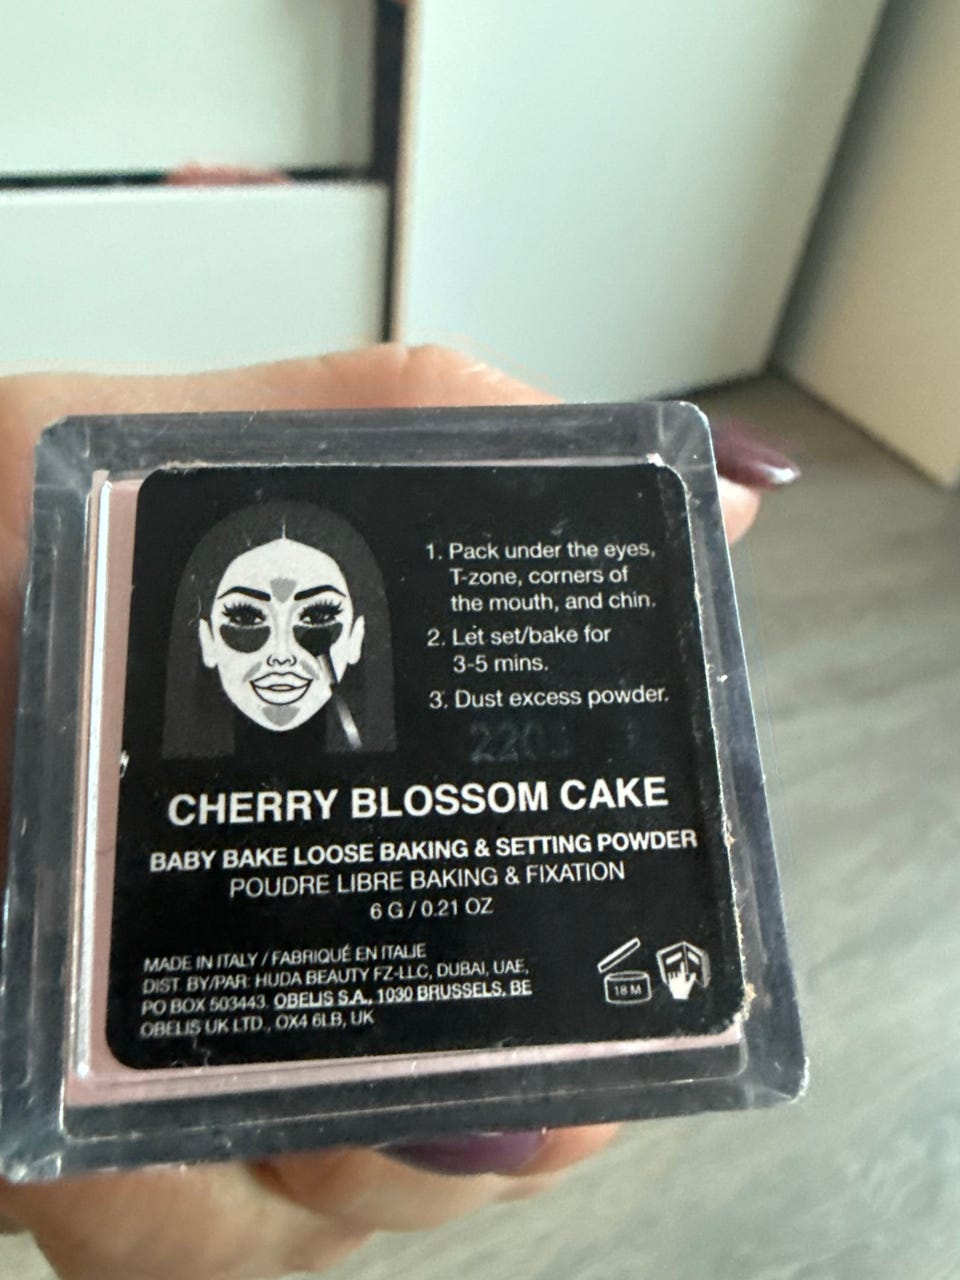 1. Pack under the eyes,
T-zone, corners of
the mouth, and chin.
2. Let set/bake for
3-5 mins.
3. Dust excess powder.
CHERRY BLOSSOM CAKE
BABY BAKE LOOSE BAKING & SETTING POWDER
POUDRE LIBRE BAKING & FIXATION
6 G / 0.21 OZ
MADE IN ITALY / FABRIQUÉ EN ITALIE
DIST. BY/PAR: HUDA BEAUTY FZ-LLC, DUBAI, UAE,
PO BOX 503443. OBELIS S.A., 1030 BRUSSELS, BE
OBELIS UK LTD., OX4 6LB, UK
18 M